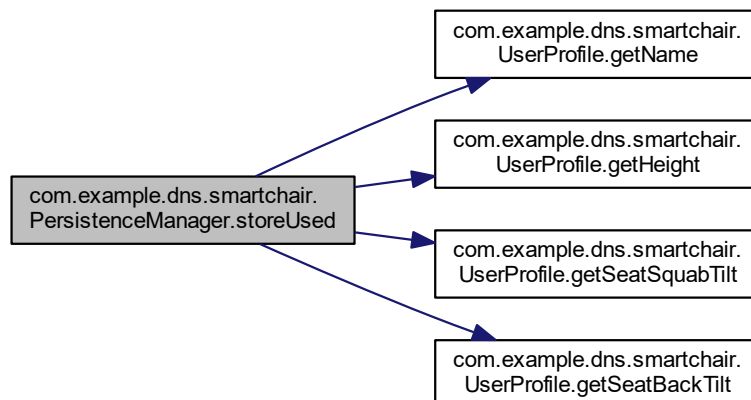 com.example.dns.smartchair.
UserProfile.getName
com.example.dns.smartchair.
UserProfile.getHeight
com.example.dns.smartchair.
PersistenceManager.storeUsed
com.example.dns.smartchair.
UserProfile.getSeatSquabTilt
com.example.dns.smartchair.
UserProfile.getSeatBackTilt